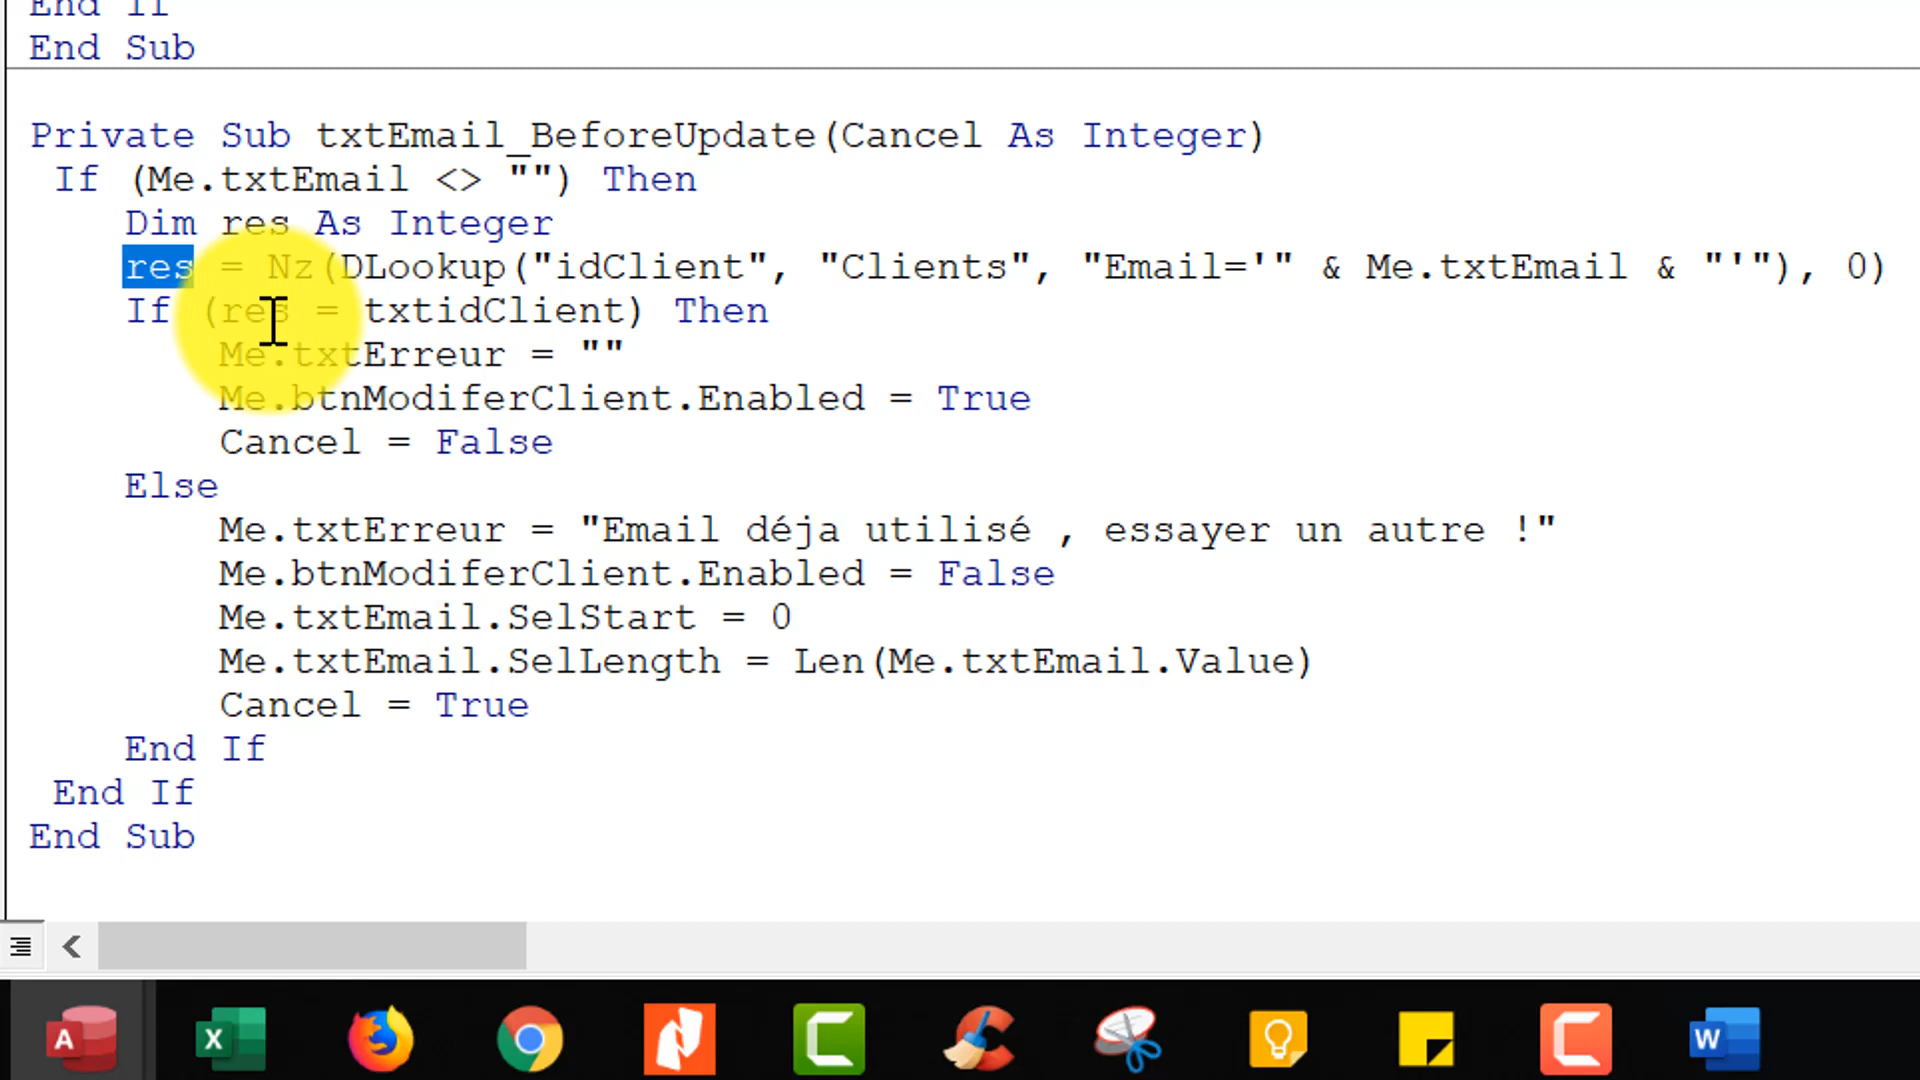 End If
End Sub
Private Sub txtEmail_BeforeUpdate(Cancel As Integer)
If (Me.txtEmail <> "") Then
Dim res As Integer
res = Nz(DLookup("idClient", "Clients", "Email='" & Me.txtEmail & "'"), 0)
If (res = txtidClient) Then
Me.txtErreur = ""
Me.btnModiferClient.Enabled = True
Cancel = False
Else
Me.txtErreur = "Email déja utilisé , essayer un autre !"
Me.btnModiferClient.Enabled = False
Me.txtEmail.SelStart = 0
Me.txtEmail.SelLength = Len(Me.txtEmail.Value)
Cancel = True
End If
End If
End Sub
A X W